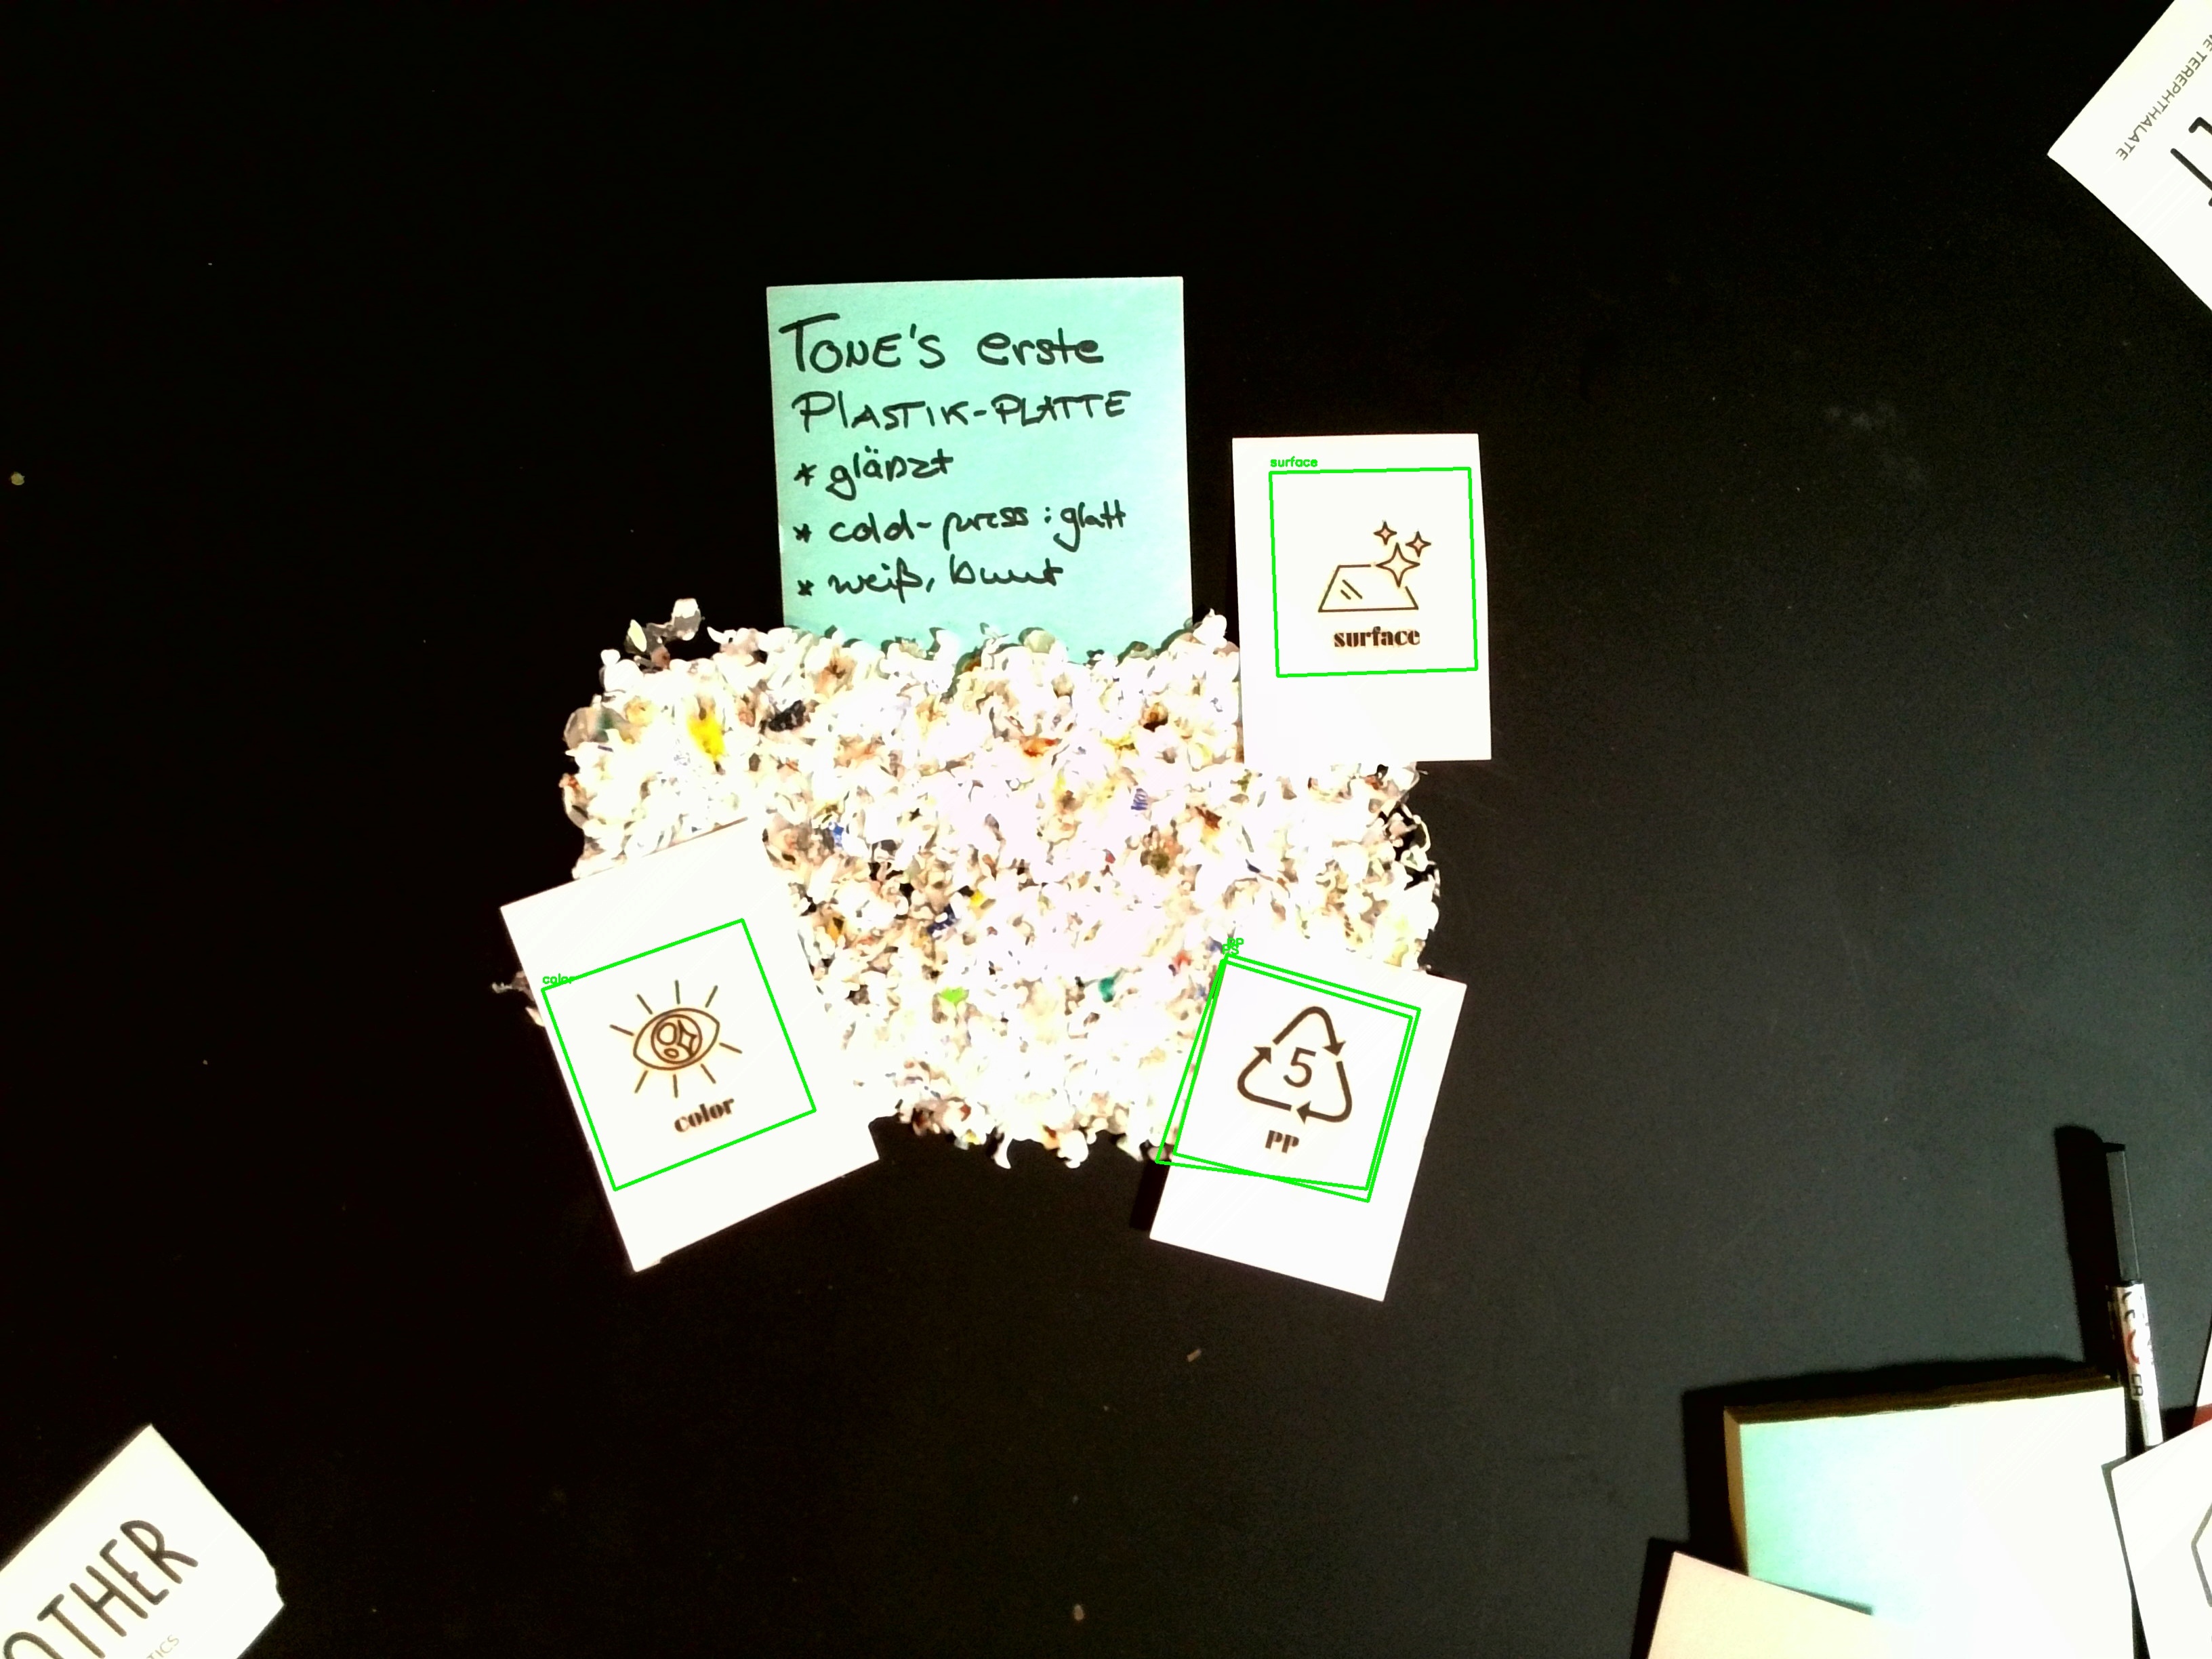 TONE'S erste
PLASTIK-PLATTE
* glänzt
* cold-press: glatt
* weiß, bunt
surface
surface
color
color
PP
5
PP
TEREPHTHALATE
OTHER